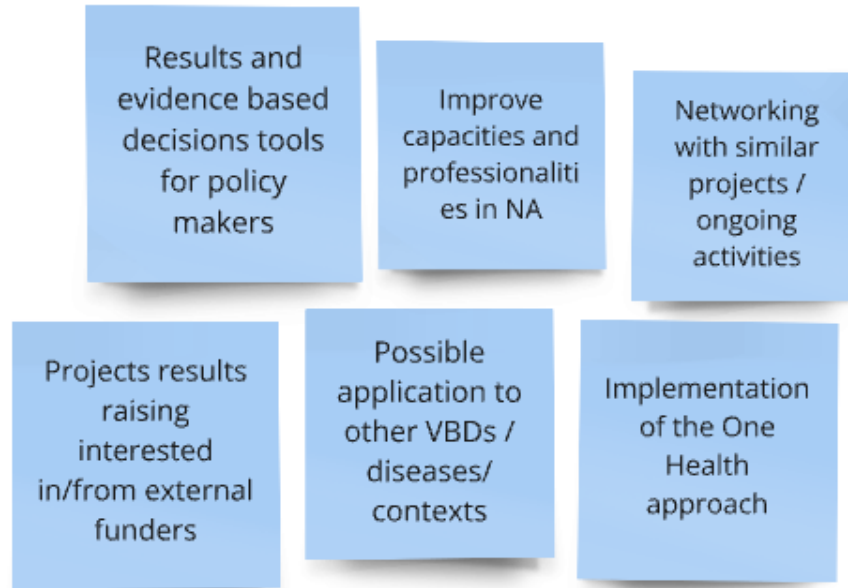 Results and
evidence based
decisions tools
for policy
makers
Improve
capacities and
professionaliti
es in NA
Networking
with similar
projects /
ongoing
activities
Projects results
raising
interested
in/from external
funders
Possible
application to
other VBDs /
diseases/
contexts
Implementation
of the One
Health
approach